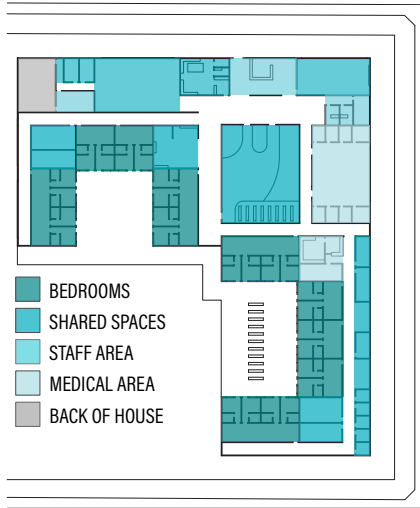 BEDROOMS
SHARED SPACES
STAFF AREA
MEDICAL AREA
BACK OF HOUSE